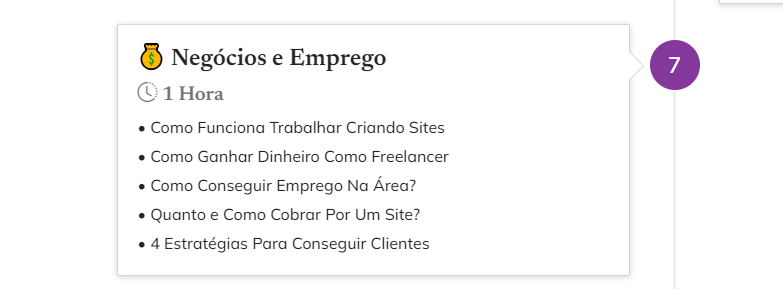 Negócios e Emprego
7
1 Hora
• Como Funciona Trabalhar Criando Sites
• Como Ganhar Dinheiro Como Freelancer
• Como Conseguir Emprego Na Área?
• Quanto e Como Cobrar Por Um Site?
• 4 Estratégias Para Conseguir Clientes